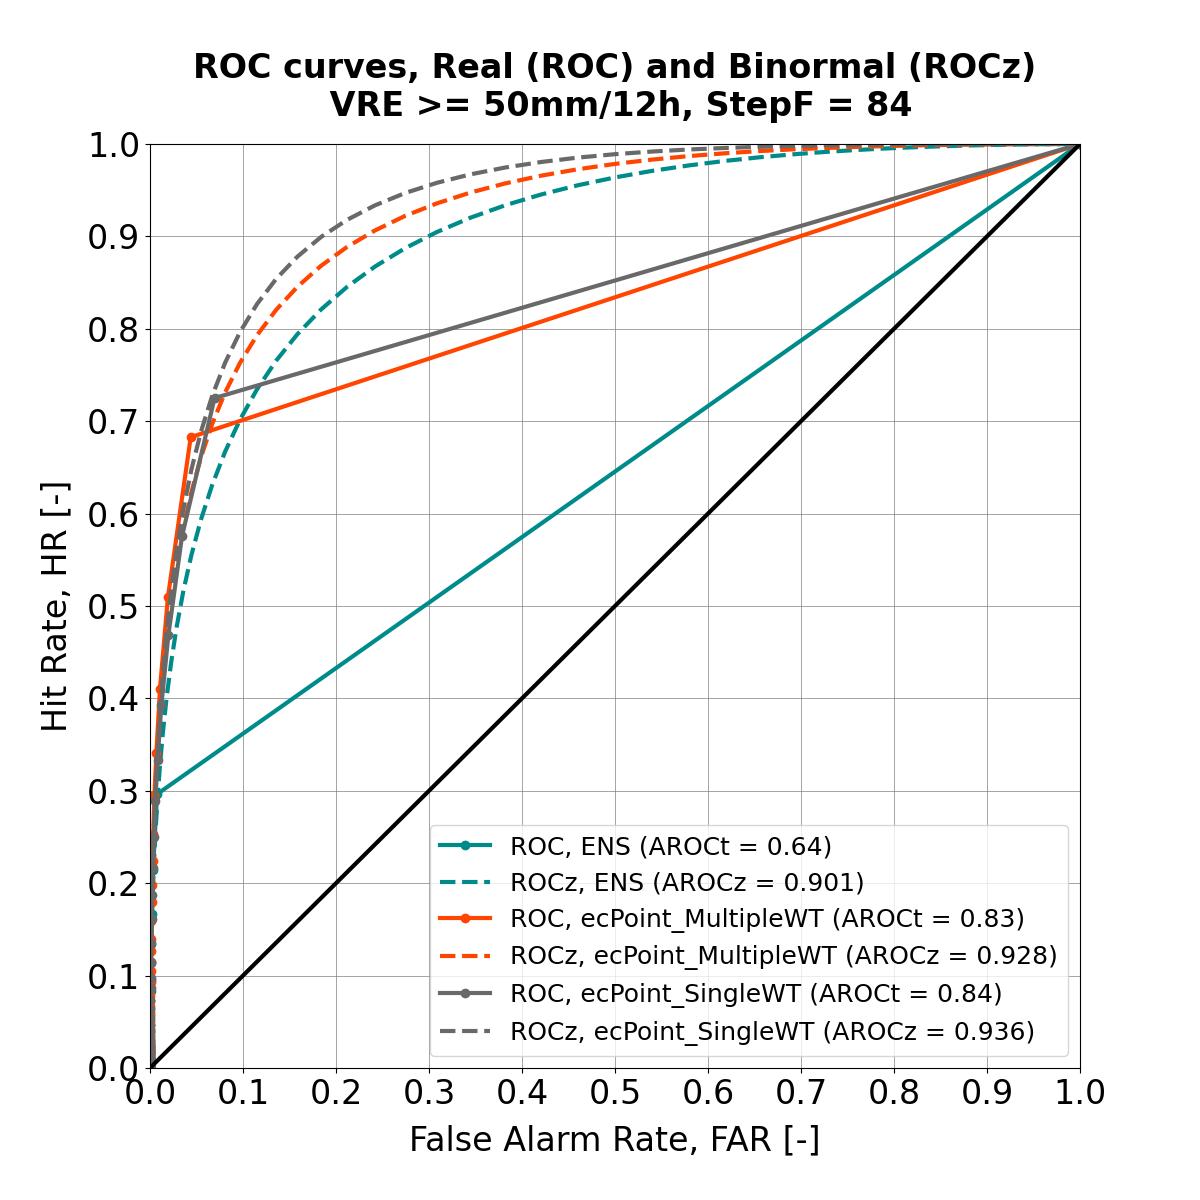 ROC curves, Real (ROC) and Binormal (ROCz)
VRE >= 50mm/12h, StepF = 84
1.0
0.9
0.8
0.7
0.6
0.5
0.4
0.3
0.2
0.1
0.0
Hit Rate, HR [-]
ROC, ENS (AROCt = 0.64)
ROCz, ENS (AROCz = 0.901)
ROC, ecPoint_MultipleWT (AROCt = 0.83)
ROCz, ecPoint_MultipleWT (AROCz = 0.928)
ROC, ecPoint_SingleWT (AROCt = 0.84)
ROCz, ecPoint_SingleWT (AROCz = 0.936)
0.0 0.1 0.2 0.3 0.4 0.5 0.6 0.7 0.8 0.9 1.0
False Alarm Rate, FAR [-]